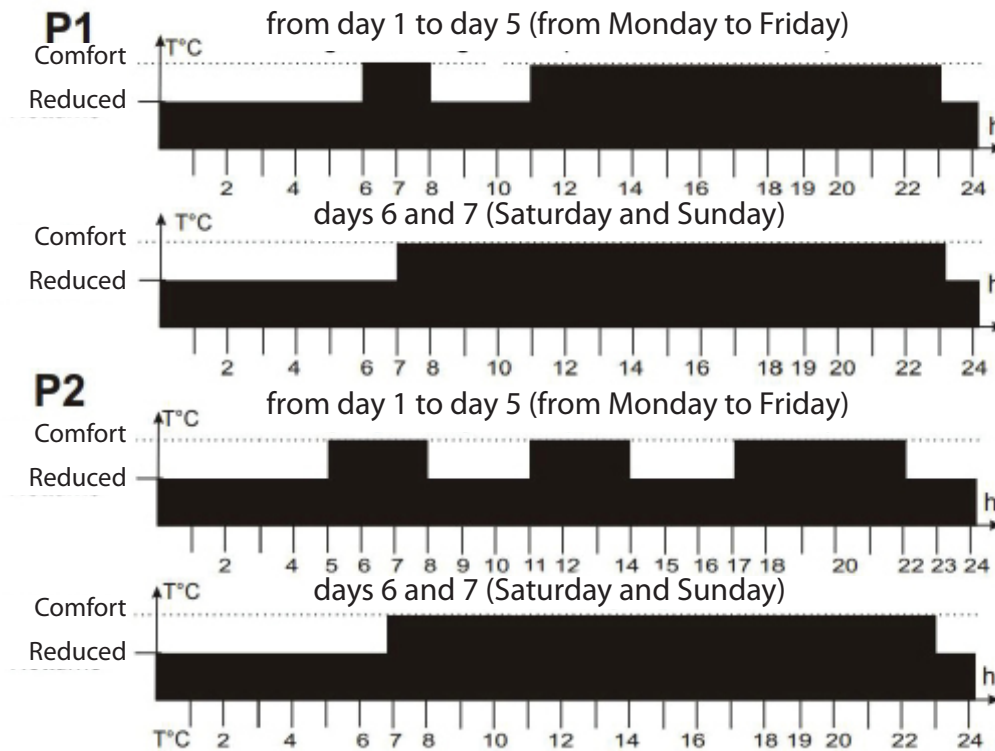 P1
from day 1 to day 5 (from Monday to Friday)
T°C
Comfort
Reduced
h
2 4 6 7 8 10 12 14 16 18 19 20 22 24
days 6 and 7 (Saturday and Sunday)
T°C
Comfort
Reduced
h
2 4 6 7 8 10 12 14 16 18 19 20 22 24
P2
from day 1 to day 5 (from Monday to Friday)
T°C
Comfort
Reduced
h
2 4 5 6 7 8 9 10 11 12 14 15 16 17 18 20 22 23 24
days 6 and 7 (Saturday and Sunday)
T°C
Comfort
Reduced
h
T°C 2 4 6 7 8 10 12 14 16 18 19 20 22 24